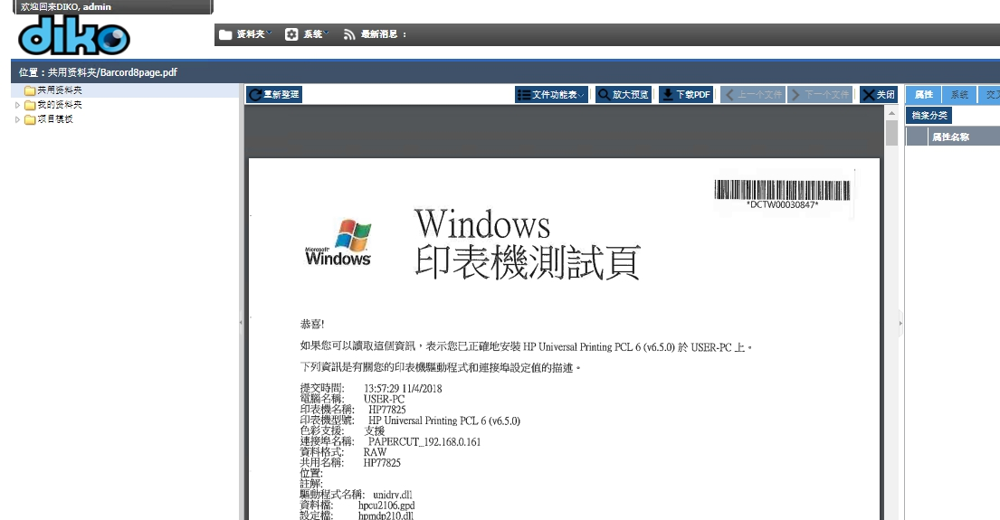 欢迎回来DIKO, admin
diko
资料夹 系统 最新消息 :
位置：共用资料夹/Barcord8page.pdf
共用资料夹
我的资料夹
项目模板
重新整理 文件功能表 放大预览 下载PDF 上一个文件 下一个文件 关闭
属性 系统 交叉
档案分类
属性名称
*DCTW00030847*
Microsoft
Windows
Windows
印表機測試頁
恭喜!
如果您可以讀取這個資訊，表示您已正確地安裝 HP Universal Printing PCL 6 (v6.5.0) 於 USER-PC 上。
下列資訊是有關您的印表機驅動程式和連接埠設定值的描述。
提交時間: 13:57:29 11/4/2018
電腦名稱: USER-PC
印表機名稱: HP77825
印表機型號: HP Universal Printing PCL 6 (v6.5.0)
色彩支援: 支援
連接埠名稱: PAPERCUT_192.168.0.161
資料格式: RAW
共用名稱: HP77825
位置:
註解:
驅動程式名稱: unidrv.dll
資料檔: hpcu2106.gpd
設定檔: hpmdp210.dll